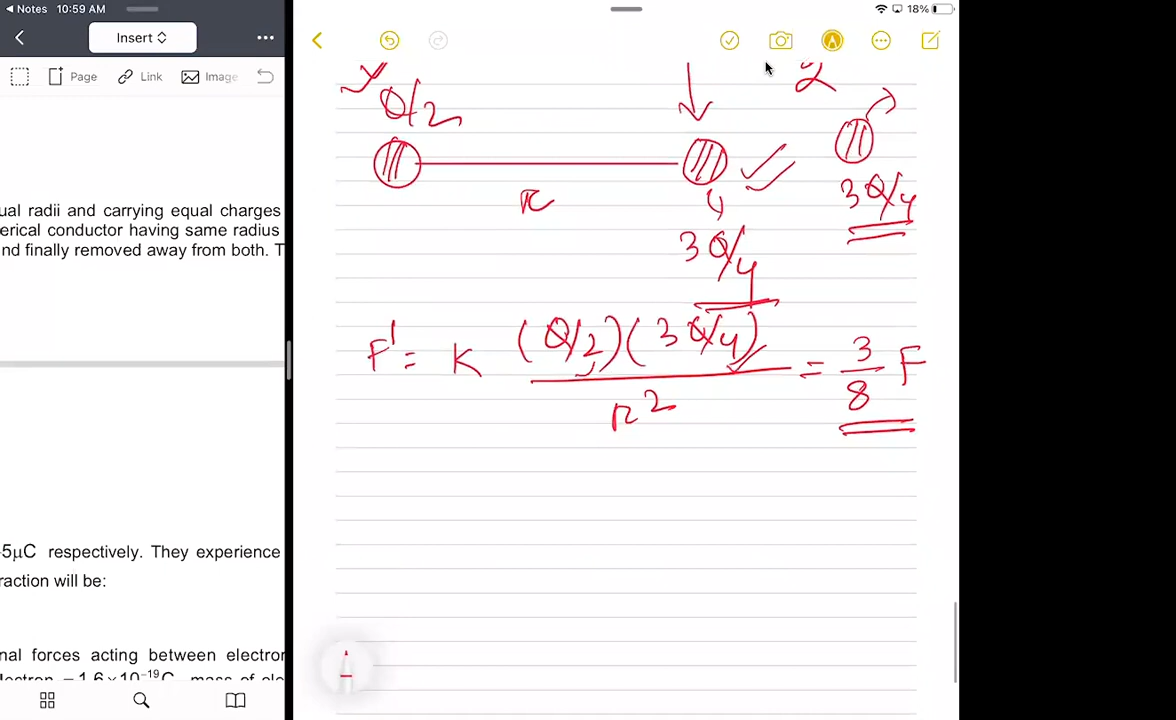 Notes 10:59 AM
18%
Insert
Page Link Image
ual radii and carrying equal charges
erical conductor having same radius
nd finally removed away from both. T
5μC respectively. They experience
raction will be:
nal forces acting between electror
2
Q/2
r
3Q/4
3Q/4
F' = K (Q/2)(3Q/4) / r² = 3/8 F